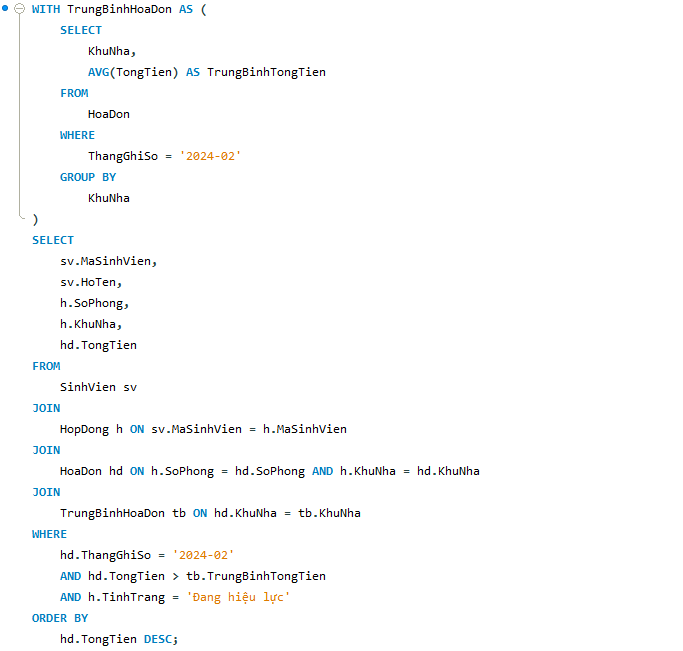 WITH TrungBinhHoaDon AS (
SELECT
KhuNha,
AVG(TongTien) AS TrungBinhTongTien
FROM
HoaDon
WHERE
ThangGhiSo = '2024-02'
GROUP BY
KhuNha
)
SELECT
sv.MaSinhVien,
sv.HoTen,
h.SoPhong,
h.KhuNha,
hd.TongTien
FROM
SinhVien sv
JOIN
HopDong h ON sv.MaSinhVien = h.MaSinhVien
JOIN
HoaDon hd ON h.SoPhong = hd.SoPhong AND h.KhuNha = hd.KhuNha
JOIN
TrungBinhHoaDon tb ON hd.KhuNha = tb.KhuNha
WHERE
hd.ThangGhiSo = '2024-02'
AND hd.TongTien > tb.TrungBinhTongTien
AND h.TinhTrang = 'Đang hiệu lực'
ORDER BY
hd.TongTien DESC;